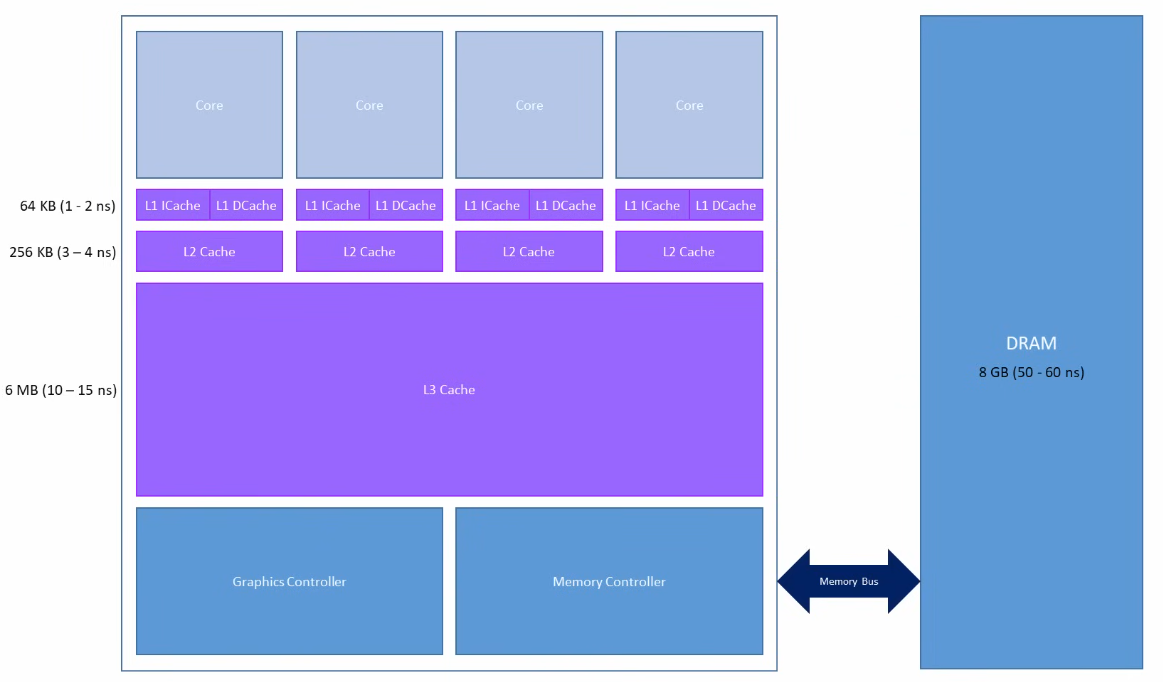 Core
Core
Core
Core
64 KB (1 - 2 ns)
L1 ICache
L1 DCache
L1 ICache
L1 DCache
L1 ICache
L1 DCache
L1 ICache
L1 DCache
256 KB (3 – 4 ns)
L2 Cache
L2 Cache
L2 Cache
L2 Cache
6 MB (10 – 15 ns)
L3 Cache
DRAM
8 GB (50 - 60 ns)
Graphics Controller
Memory Controller
Memory Bus